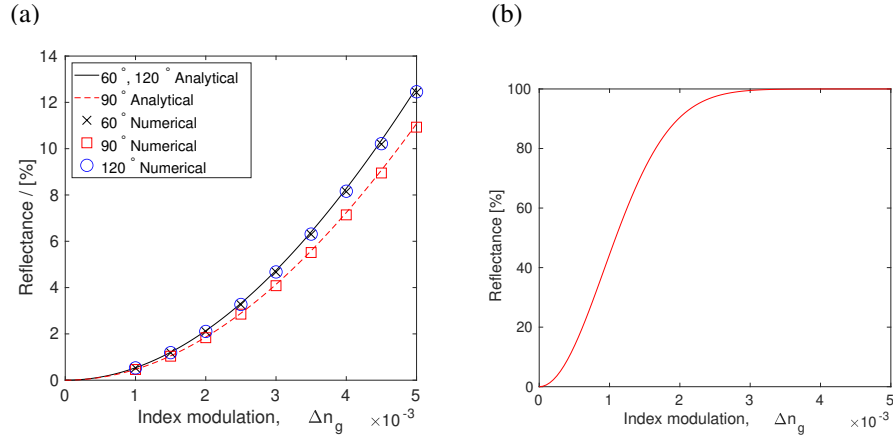 (a)
14
12
10
8
6
4
2
0
Reflectance / [%]
60°, 120° Analytical
90° Analytical
60° Numerical
90° Numerical
120° Numerical
0 1 2 3 4 5
Index modulation, Δn_g ×10^-3
(b)
100
80
60
40
20
0
Reflectance [%]
0 1 2 3 4 5
Index modulation, Δn_g ×10^-3